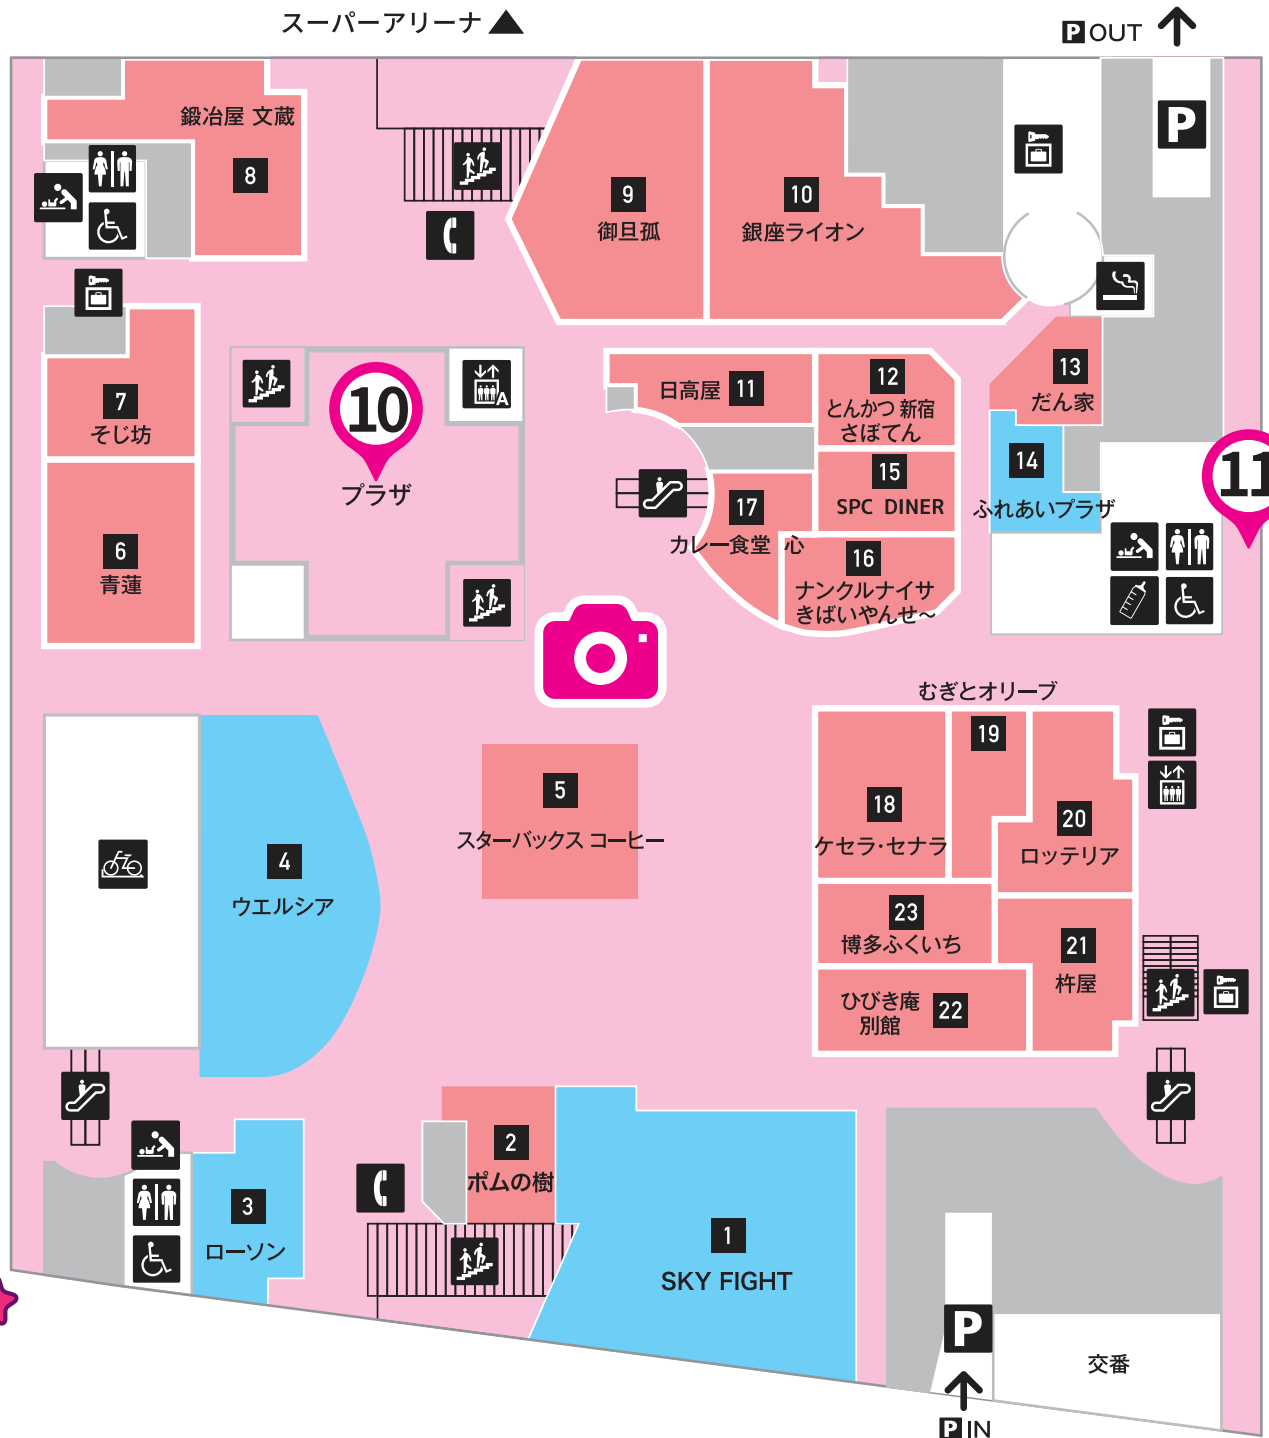 スーパーアリーナ ▲
P OUT
P
鍛冶屋 文蔵
8
9
御旦孤
10
銀座ライオン
7
そじ坊
10
プラザ
A
日高屋 11
12
とんかつ 新宿
さぼてん
13
だん家
14
ふれあいプラザ
11
15
SPC DINER
17
カレー食堂 心
16
ナンクルナイサ
きばいやんせ～
6
青蓮
むぎとオリーブ
19
18
ケセラ・セナラ
20
ロッテリア
5
スターバックス コーヒー
4
ウエルシア
23
博多ふくいち
21
杵屋
ひびき庵
別館
22
2
ポムの樹
3
ローソン
1
SKY FIGHT
P
交番
P IN